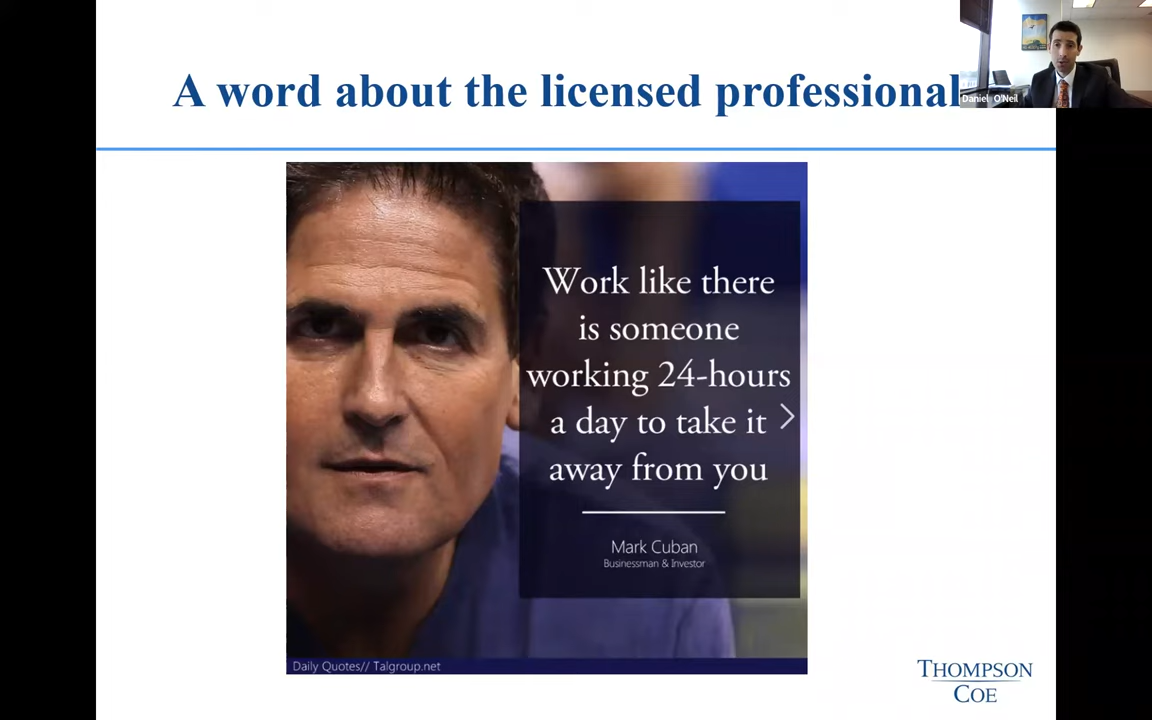 A word about the licensed professional
Daniel O'Neil
Work like there
is someone
working 24-hours
a day to take it
away from you
Mark Cuban
Businessman & Investor
Daily Quotes// Talgroup.net
THOMPSON
COE